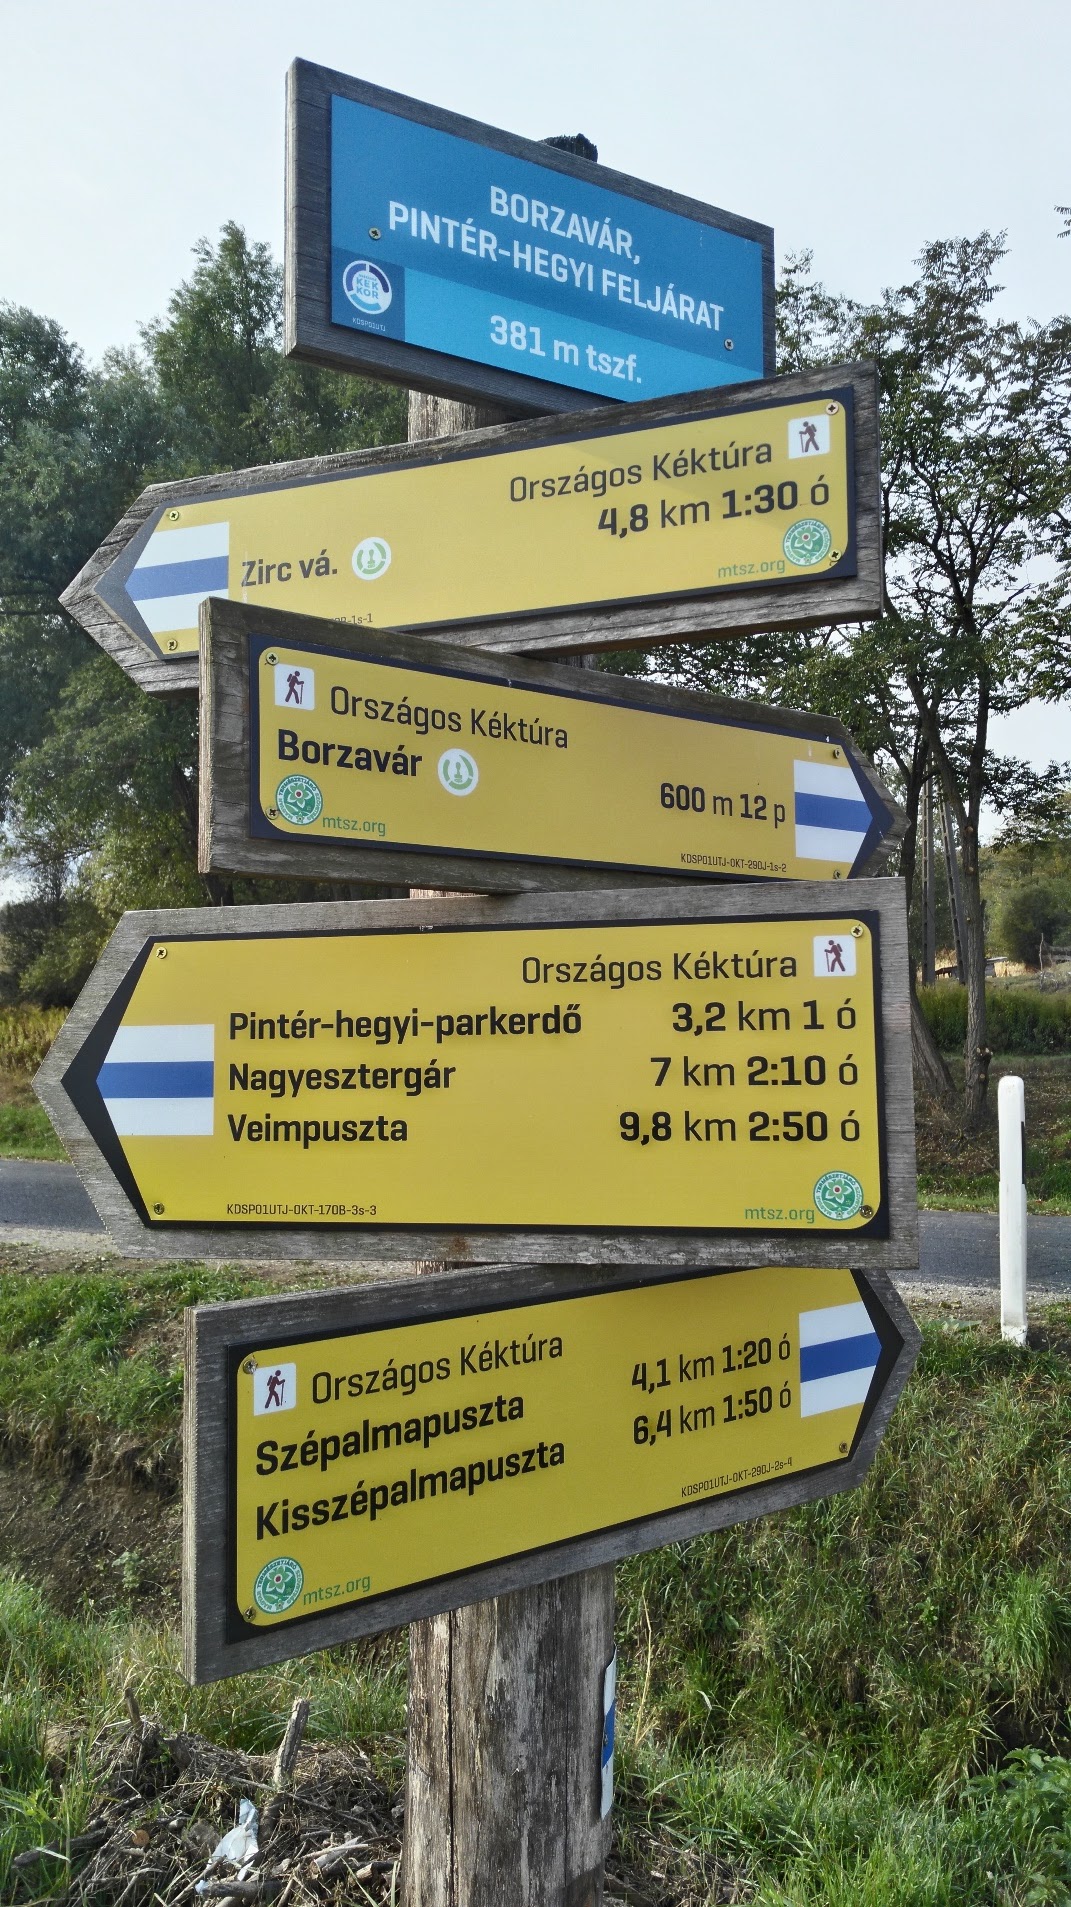 BORZAVÁR,
PINTÉR-HEGYI FELJÁRAT
KÉK
KÖR
KDSP01UTJ
381 m tszf.
Országos Kéktúra
4,8 km 1:30 ó
Zirc vá.
mtsz.org
Országos Kéktúra
Borzavár
600 m 12 p
mtsz.org
KDSP01UTJ-OKT-290J-1s-2
Országos Kéktúra
Pintér-hegyi-parkerdő 3,2 km 1 ó
Nagyesztergár 7 km 2:10 ó
Veimpuszta 9,8 km 2:50 ó
KDSP01UTJ-OKT-170B-3s-3
mtsz.org
Országos Kéktúra
Szépalmapuszta 4,1 km 1:20 ó
Kisszépalmapuszta 6,4 km 1:50 ó
KDSP01UTJ-OKT-290J-2s-4
mtsz.org